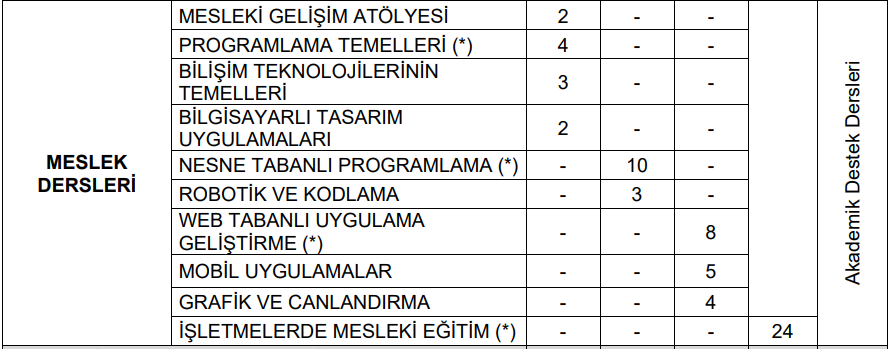 MESLEK
DERSLERİ
MESLEKİ GELİŞİM ATÖLYESİ 2 - -
PROGRAMLAMA TEMELLERİ (*) 4 - -
BİLİŞİM TEKNOLOJİLERİNİN
TEMELLERİ 3 - -
BİLGİSAYARLI TASARIM
UYGULAMALARI 2 - -
NESNE TABANLI PROGRAMLAMA (*) - 10 -
ROBOTİK VE KODLAMA - 3 -
WEB TABANLI UYGULAMA
GELİŞTİRME (*) - - 8
MOBİL UYGULAMALAR - - 5
GRAFİK VE CANLANDIRMA - - 4
İŞLETMELERDE MESLEKİ EĞİTİM (*) - - - 24
Akademik Destek Dersleri